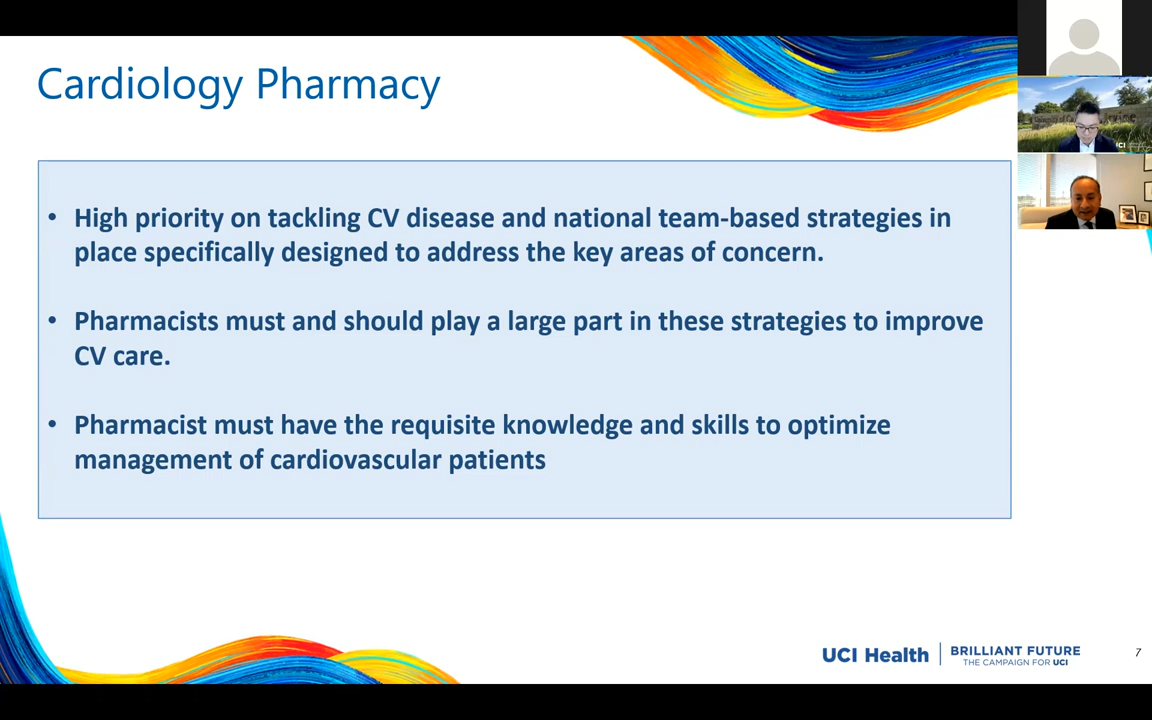 Cardiology Pharmacy
• High priority on tackling CV disease and national team-based strategies in
place specifically designed to address the key areas of concern.
• Pharmacists must and should play a large part in these strategies to improve
CV care.
• Pharmacist must have the requisite knowledge and skills to optimize
management of cardiovascular patients
UCI Health
BRILLIANT FUTURE
THE CAMPAIGN FOR UCI
7